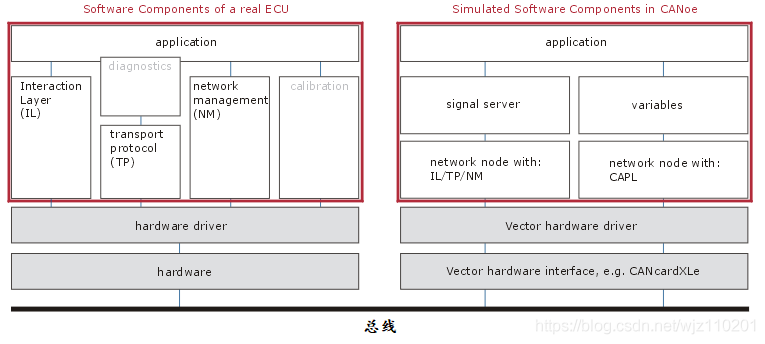 Software Components of a real ECU
application
Interaction
Layer
(IL)
diagnostics
transport
protocol
(TP)
network
management
(NM)
calibration
hardware driver
hardware
Simulated Software Components in CANoe
application
signal server
variables
network node with:
IL/TP/NM
network node with:
CAPL
Vector hardware driver
Vector hardware interface, e.g. CANcardXLe
总线
https://blog.csdn.net/wjz110201